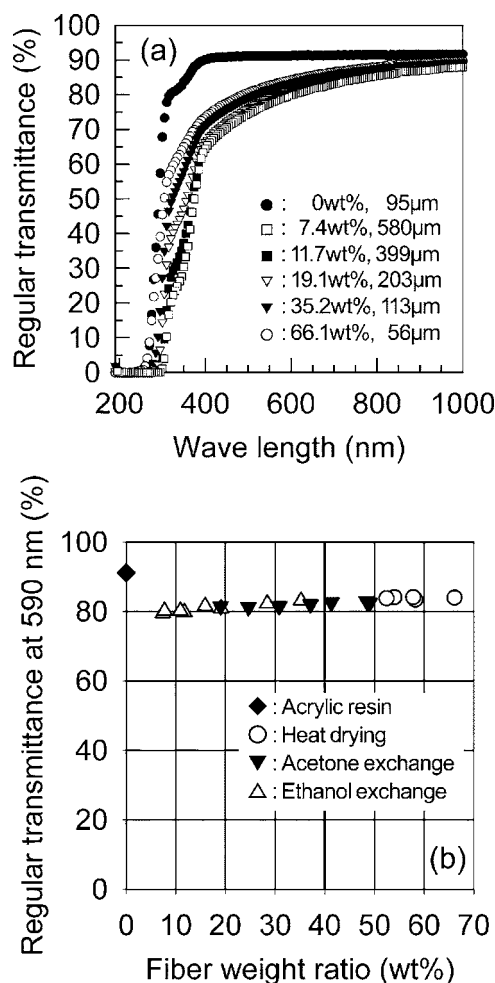 (a)
Regular transmittance (%)
100
90
80
70
60
50
40
30
20
10
0
● : 0wt%, 95µm
□ : 7.4wt%, 580µm
■ : 11.7wt%, 399µm
▽ : 19.1wt%, 203µm
▼ : 35.2wt%, 113µm
○ : 66.1wt%, 56µm
200 400 600 800 1000
Wave length (nm)
Regular transmittance at 590 nm (%)
100
80
60
40
20
0
◆ : Acrylic resin
○ : Heat drying
▼ : Acetone exchange
△ : Ethanol exchange
(b)
0 10 20 30 40 50 60 70
Fiber weight ratio (wt%)